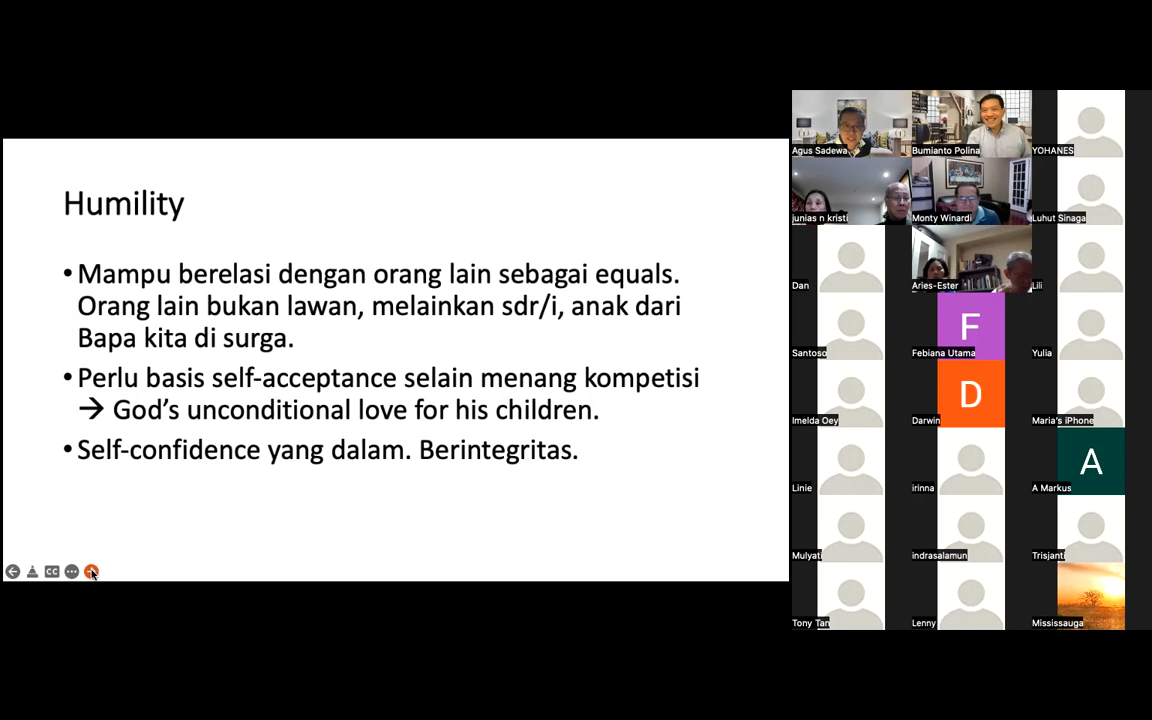 Humility
• Mampu berelasi dengan orang lain sebagai equals.
Orang lain bukan lawan, melainkan sdr/i, anak dari
Bapa kita di surga.
• Perlu basis self-acceptance selain menang kompetisi
→ God's unconditional love for his children.
• Self-confidence yang dalam. Berintegritas.
CC
Agus Sadewa
Bumianto Polina
YOHANES
junias n kristi
Monty Winardi
Luhut Sinaga
Dan
Aries-Ester
Lili
Santoso
F
Febiana Utama
Yulia
Imelda Oey
D
Darwin
Maria's iPhone
Linie
irinna
A
A Markus
Mulyati
indrasalamun
Trisjanti
Tony Tan
Lenny
Mississauga